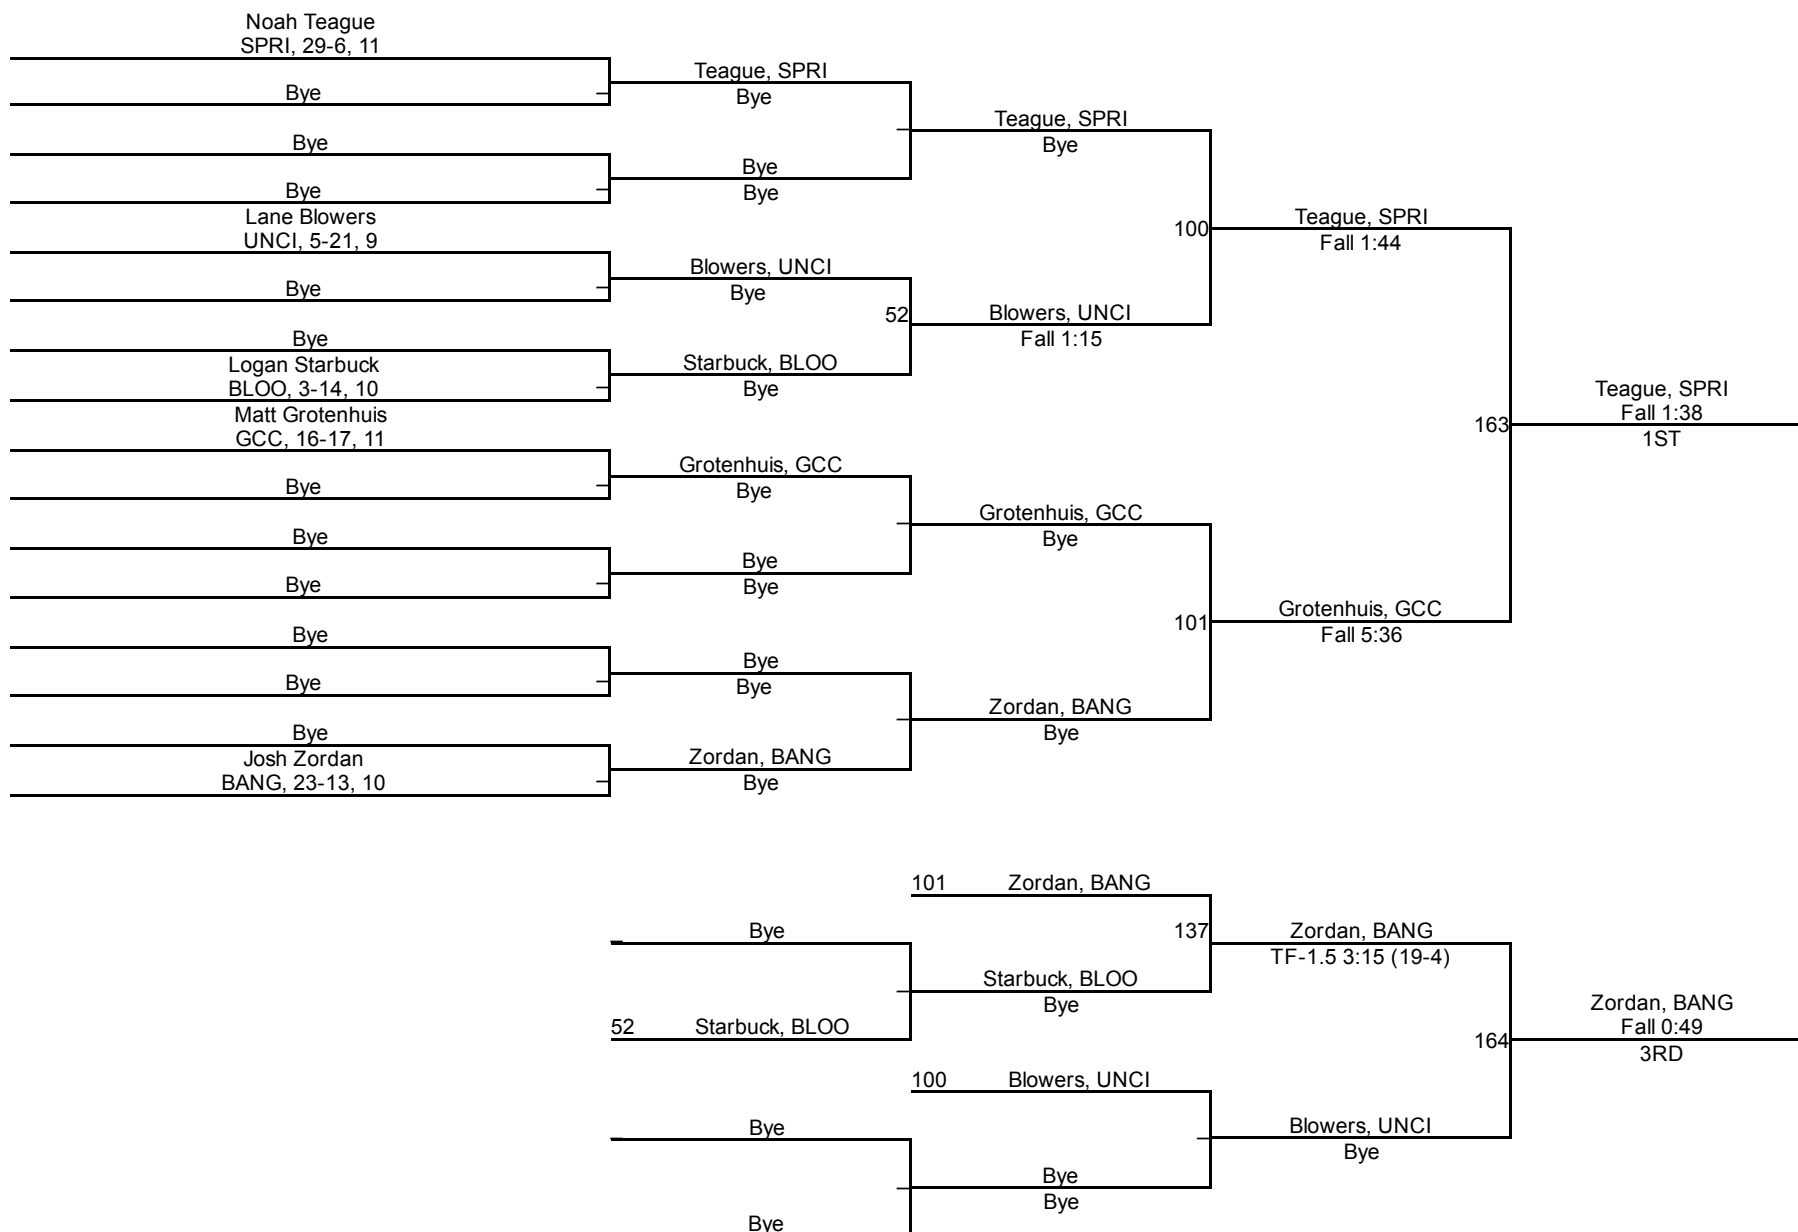 Noah Teague
SPRI, 29-6, 11
Bye
Bye
Bye
Lane Blowers
UNCI, 5-21, 9
Bye
Bye
Logan Starbuck
BLOO, 3-14, 10
Matt Grotenhuis
GCC, 16-17, 11
Bye
Bye
Bye
Bye
Bye
Bye
Josh Zordan
BANG, 23-13, 10
Teague, SPRI
Bye
Bye
Bye
Blowers, UNCI
Bye
52
Starbuck, BLOO
Bye
Grotenhuis, GCC
Bye
Bye
Bye
Bye
Bye
Zordan, BANG
Bye
Teague, SPRI
Bye
100
Blowers, UNCI
Fall 1:15
Grotenhuis, GCC
Bye
101
Zordan, BANG
Bye
Teague, SPRI
Fall 1:44
163
Grotenhuis, GCC
Fall 5:36
Teague, SPRI
Fall 1:38
1ST
101 Zordan, BANG
Bye
137
Starbuck, BLOO
Bye
52 Starbuck, BLOO
Zordan, BANG
TF-1.5 3:15 (19-4)
100 Blowers, UNCI
Bye
Bye
Bye
Bye
Blowers, UNCI
Bye
164
Zordan, BANG
Fall 0:49
3RD